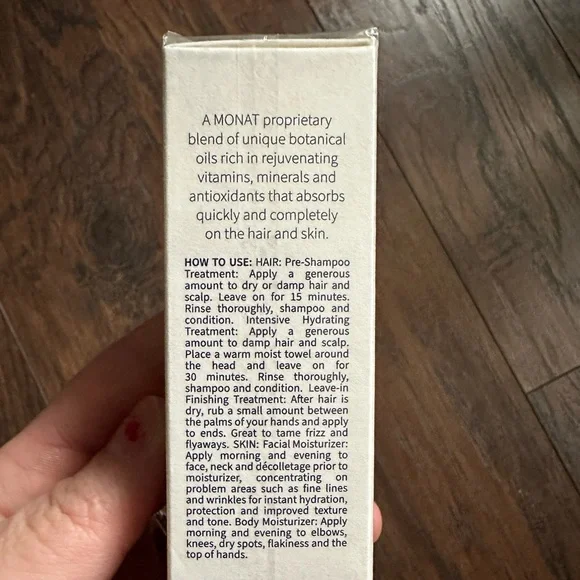 A MONAT proprietary
blend of unique botanical
oils rich in rejuvenating
vitamins, minerals and
antioxidants that absorbs
quickly and completely
on the hair and skin.
HOW TO USE: HAIR: Pre-Shampoo
Treatment: Apply a generous
amount to dry or damp hair and
scalp. Leave on for 15 minutes.
Rinse thoroughly, shampoo and
condition. Intensive Hydrating
Treatment: Apply a generous
amount to damp hair and scalp.
Place a warm moist towel around
the head and leave on for
30 minutes. Rinse thoroughly,
shampoo and condition. Leave-in
Finishing Treatment: After hair is
dry, rub a small amount between
the palms of your hands and apply
to ends. Great to tame frizz and
flyaways. SKIN: Facial Moisturizer:
Apply morning and evening to
face, neck and décolletage prior to
moisturizer, concentrating on
problem areas such as fine lines
and wrinkles for instant hydration,
protection and improved texture
and tone. Body Moisturizer: Apply
morning and evening to elbows,
knees, dry spots, flakiness and the
top of hands.